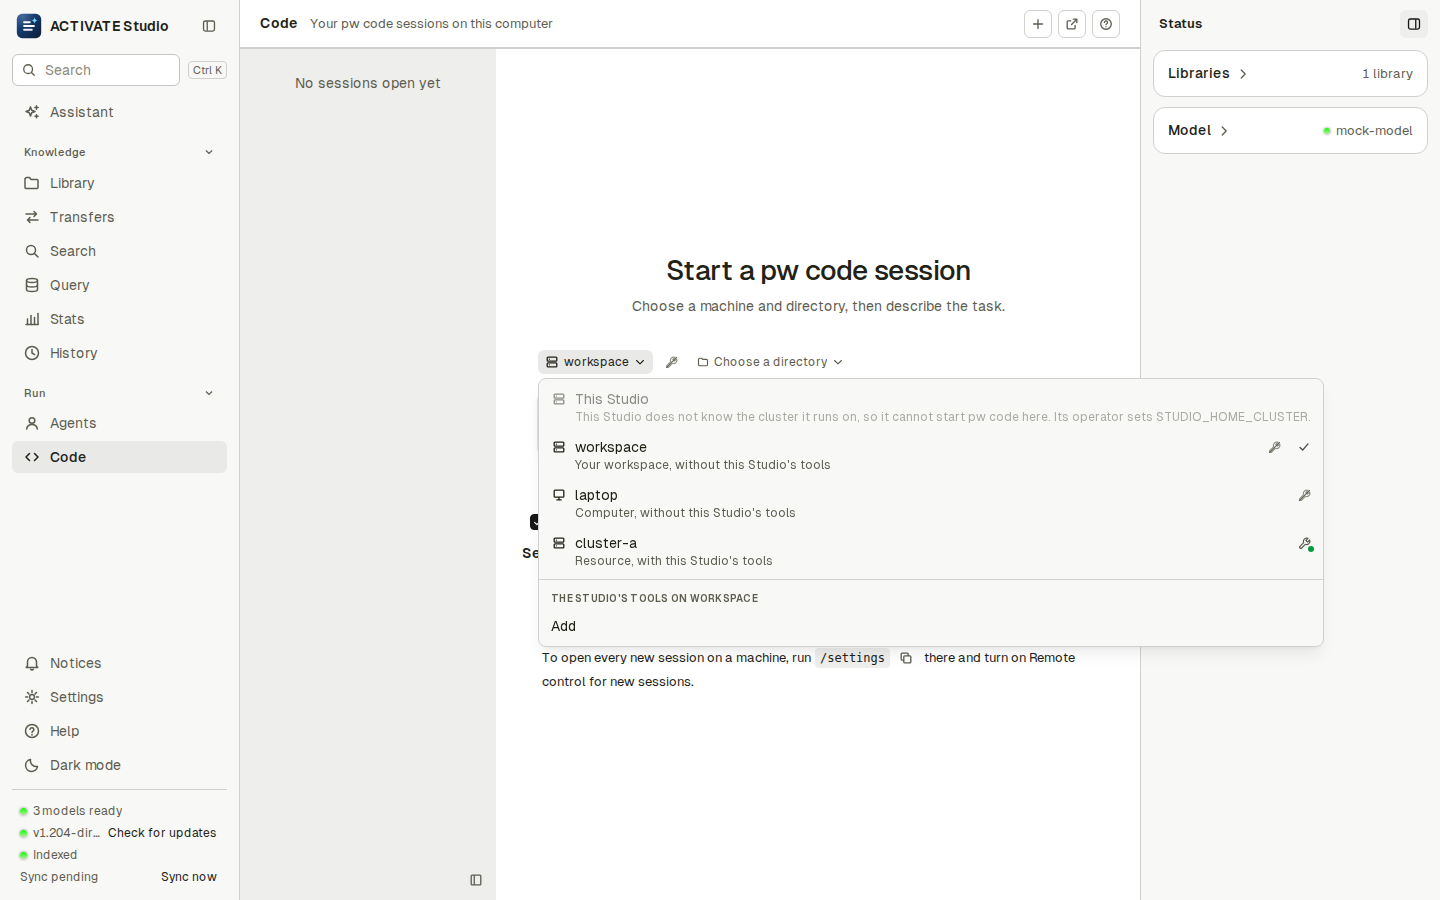 ACTIVATE Studio
Search
Ctrl K
Assistant
Knowledge
Library
Transfers
Search
Query
Stats
History
Run
Agents
Code
Notices
Settings
Help
Dark mode
3 models ready
v1.204-dir... Check for updates
Indexed
Sync pending Sync now
Code Your pw code sessions on this computer
No sessions open yet
Start a pw code session
Choose a machine and directory, then describe the task.
workspace Choose a directory
This Studio
This Studio does not know the cluster it runs on, so it cannot start pw code here. Its operator sets STUDIO_HOME_CLUSTER.
workspace
Your workspace, without this Studio's tools
laptop
Computer, without this Studio's tools
cluster-a
Resource, with this Studio's tools
THE STUDIO'S TOOLS ON WORKSPACE
Add
Se
To open every new session on a machine, run /settings there and turn on Remote
control for new sessions.
Status
Libraries 1 library
Model mock-model